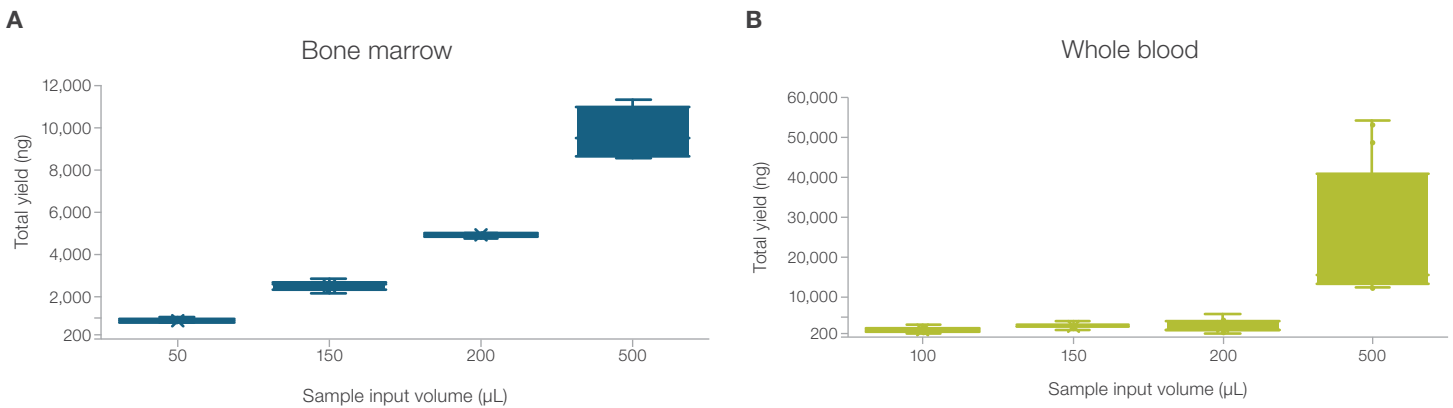 A
Bone marrow
Total yield (ng)
12,000
10,000
8,000
6,000
4,000
2,000
200
50
150
200
500
Sample input volume (µL)
B
Whole blood
Total yield (ng)
60,000
50,000
40,000
30,000
20,000
10,000
200
100
150
200
500
Sample input volume (µL)